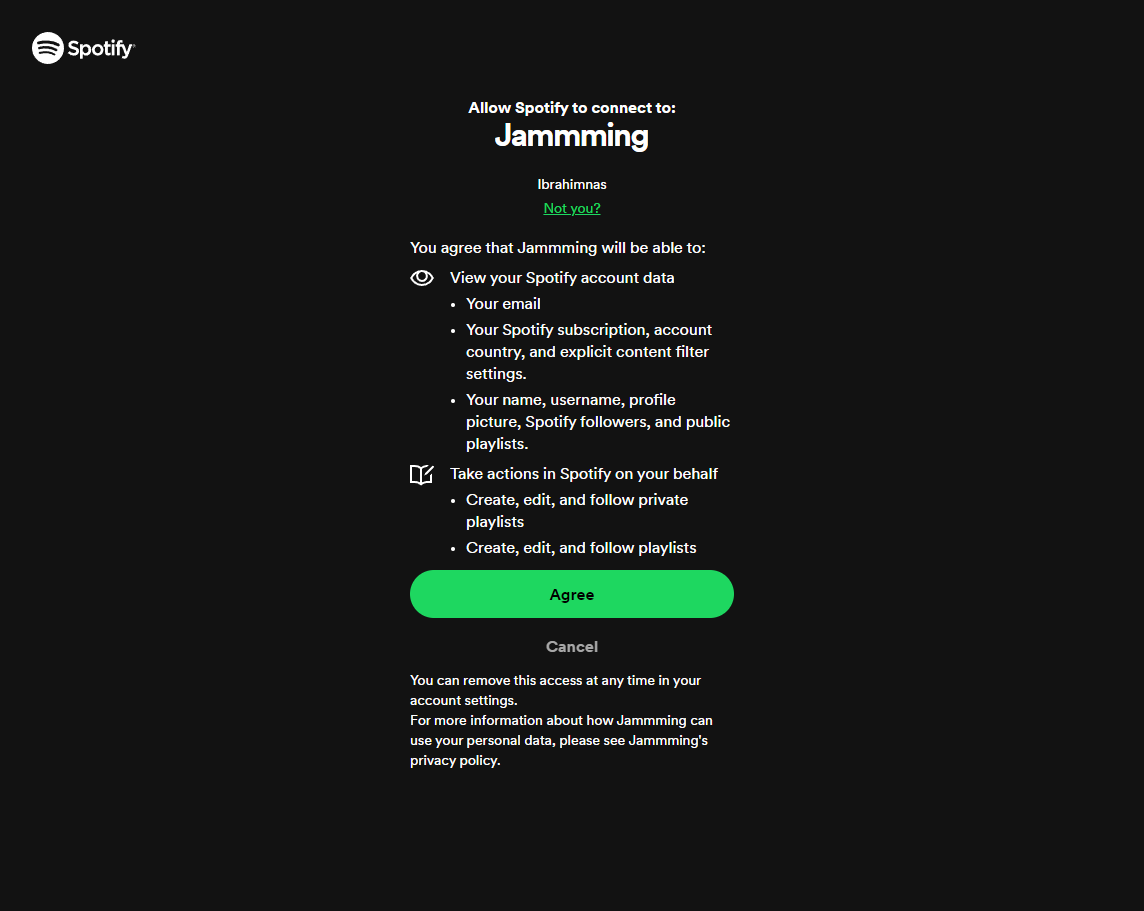 Spotify
Allow Spotify to connect to:
Jammming
Ibrahimnas
Not you?
You agree that Jammming will be able to:
View your Spotify account data
• Your email
• Your Spotify subscription, account
country, and explicit content filter
settings.
• Your name, username, profile
picture, Spotify followers, and public
playlists.
Take actions in Spotify on your behalf
• Create, edit, and follow private
playlists
• Create, edit, and follow playlists
Agree
Cancel
You can remove this access at any time in your
account settings.
For more information about how Jammming can
use your personal data, please see Jammming's
privacy policy.